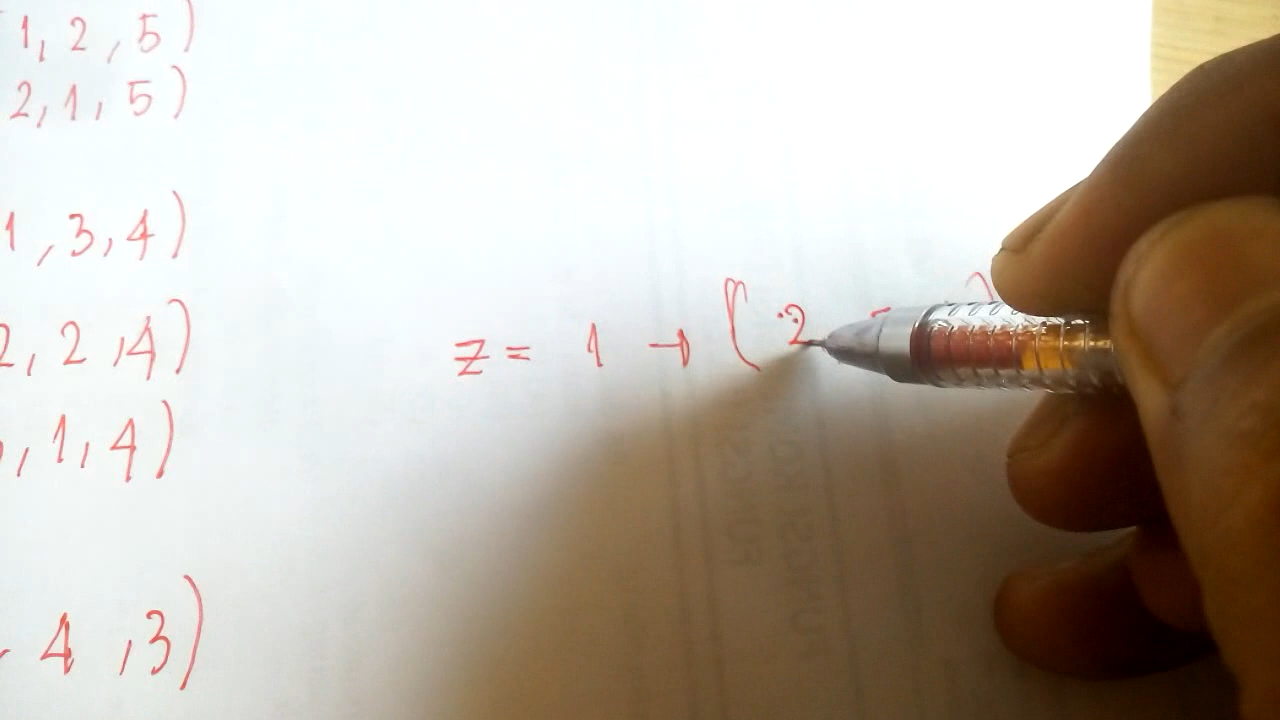 1, 2, 5)
2, 1, 5)
1, 3, 4)
2, 2, 4)
z = 1 → ( 2
, 1, 4)
4, 3)